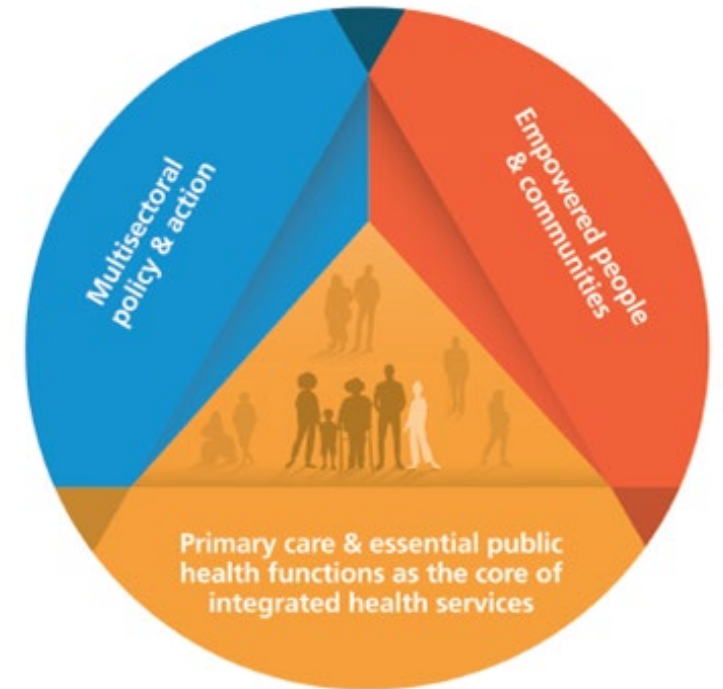 Multisectoral
policy & action
Empowered people
& communities
Primary care & essential public
health functions as the core of
integrated health services